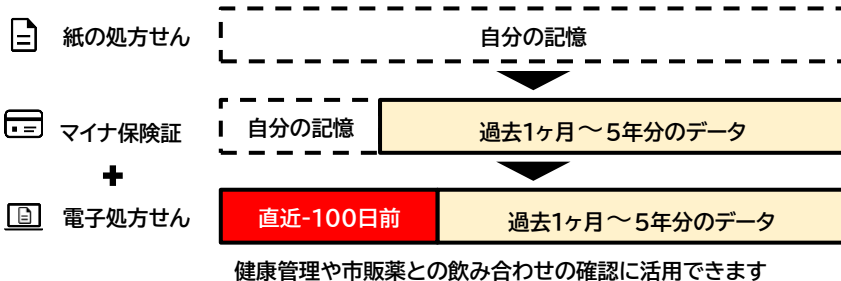 紙の処方せん
自分の記憶
マイナ保険証
自分の記憶
過去1ヶ月～5年分のデータ
+
電子処方せん
直近-100日前
過去1ヶ月～5年分のデータ
健康管理や市販薬との飲み合わせの確認に活用できます